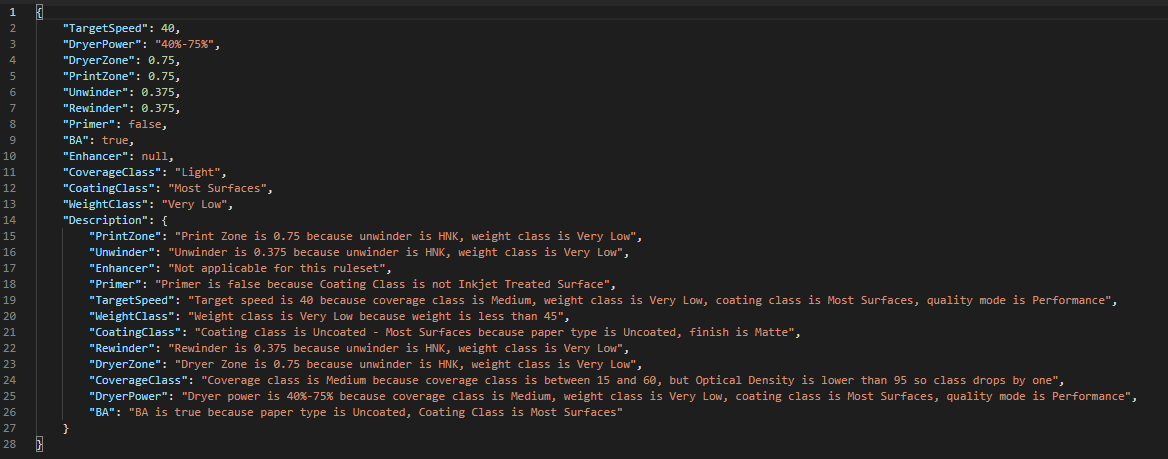 1 {
2 "TargetSpeed": 40,
3 "DryerPower": "40%-75%",
4 "DryerZone": 0.75,
5 "PrintZone": 0.75,
6 "Unwinder": 0.375,
7 "Rewinder": 0.375,
8 "Primer": false,
9 "BA": true,
10 "Enhancer": null,
11 "CoverageClass": "Light",
12 "CoatingClass": "Most Surfaces",
13 "WeightClass": "Very Low",
14 "Description": {
15 "PrintZone": "Print Zone is 0.75 because unwinder is HNK, weight class is Very Low",
16 "Unwinder": "Unwinder is 0.375 because unwinder is HNK, weight class is Very Low",
17 "Enhancer": "Not applicable for this ruleset",
18 "Primer": "Primer is false because Coating Class is not Inkjet Treated Surface",
19 "TargetSpeed": "Target speed is 40 because coverage class is Medium, weight class is Very Low, coating class is Most Surfaces, quality mode is Performance",
20 "WeightClass": "Weight class is Very Low because weight is less than 45",
21 "CoatingClass": "Coating class is Uncoated - Most Surfaces because paper type is Uncoated, finish is Matte",
22 "Rewinder": "Rewinder is 0.375 because unwinder is HNK, weight class is Very Low",
23 "DryerZone": "Dryer Zone is 0.75 because unwinder is HNK, weight class is Very Low",
24 "CoverageClass": "Coverage class is Medium because coverage class is between 15 and 60, but Optical Density is lower than 95 so class drops by one",
25 "DryerPower": "Dryer power is 40%-75% because coverage class is Medium, weight class is Very Low, coating class is Most Surfaces, quality mode is Performance",
26 "BA": "BA is true because paper type is Uncoated, Coating Class is Most Surfaces"
27 }
28 }